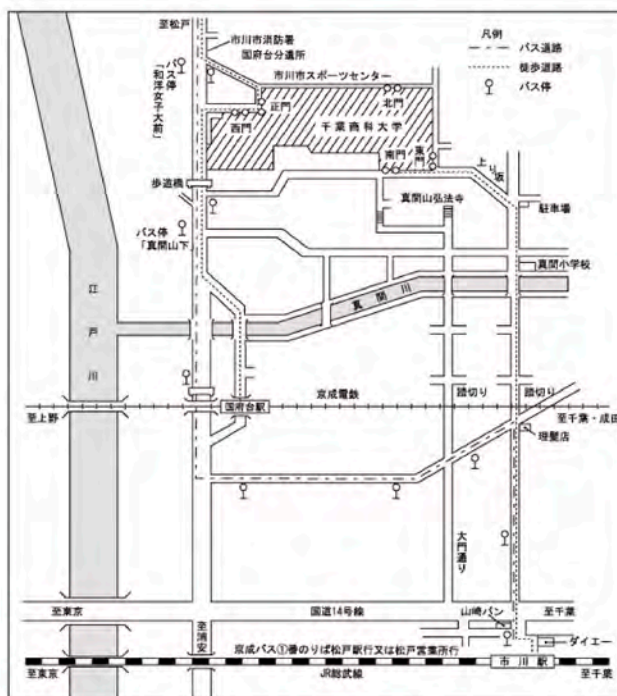 至松戸
市川市消防署
国府台分遣所
バス停
「和洋女子大前」
市川市スポーツセンター
凡例
バス道路
徒歩道路
バス停
正門
西門
北門
千葉商科大学
南門
東門
上り坂
歩道橋
真間山弘法寺
駐車場
バス停
「真間山下」
真間小学校
江戸川
真間川
京成電鉄
踏切り
踏切り
国府台駅
至上野
至千葉・成田
理髪店
大門通り
至東京
国道14号線
山崎パン
至千葉
至浦安
京成バス①番のりば松戸駅行又は松戸営業所行
ダイエー
市川駅
至東京
JR総武線
至千葉